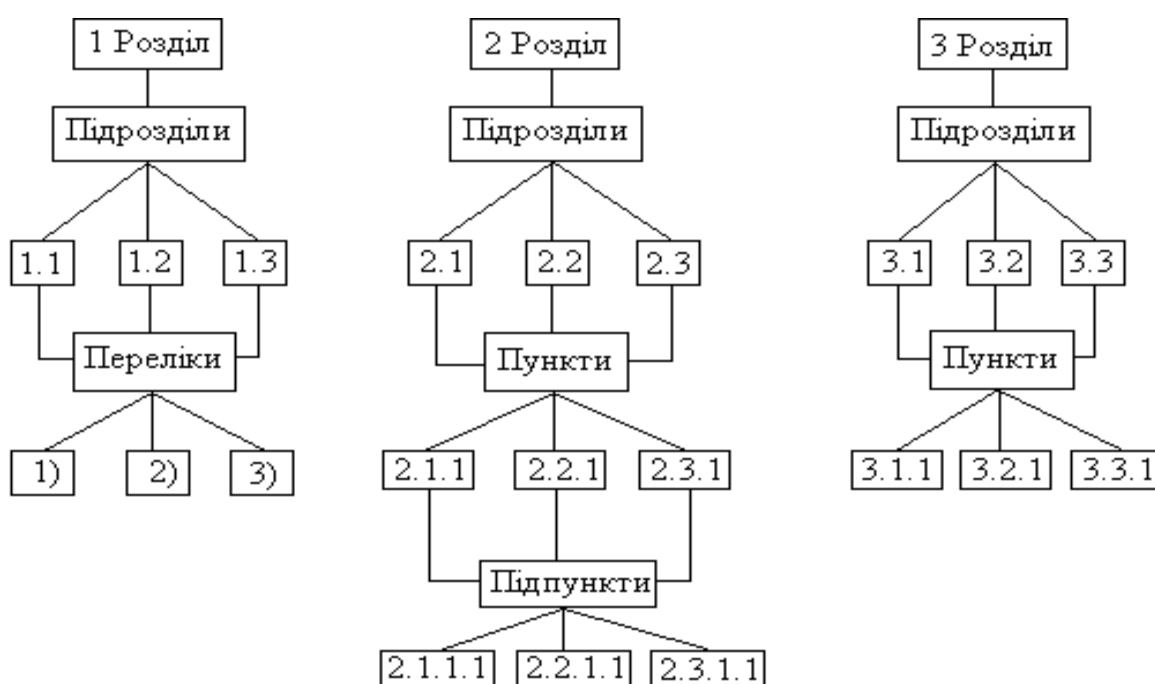 1 Розділ
2 Розділ
3 Розділ
Підрозділи
Підрозділи
Підрозділи
1.1
1.2
1.3
2.1
2.2
2.3
3.1
3.2
3.3
Переліки
Пункти
Пункти
1)
2)
3)
2.1.1
2.2.1
2.3.1
3.1.1
3.2.1
3.3.1
Підпункти
2.1.1.1
2.2.1.1
2.3.1.1